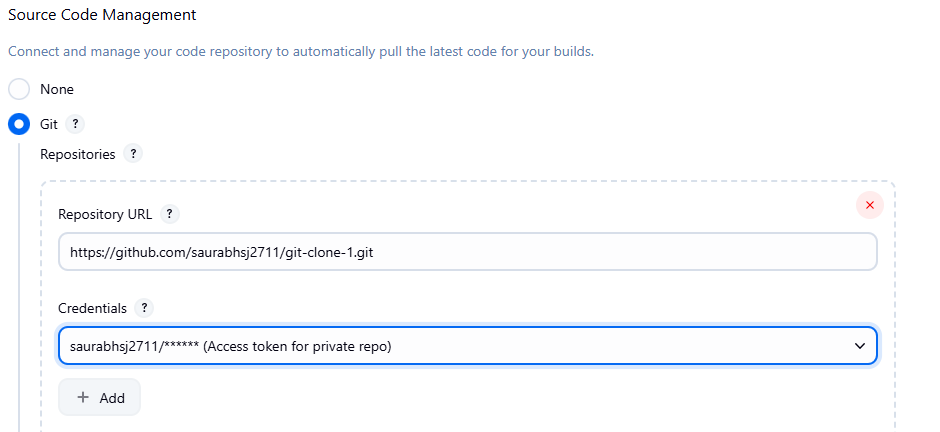 Source Code Management
Connect and manage your code repository to automatically pull the latest code for your builds.
None
Git ?
Repositories ?
Repository URL ?
https://github.com/saurabhsj2711/git-clone-1.git
Credentials ?
saurabhsj2711/****** (Access token for private repo)
+ Add